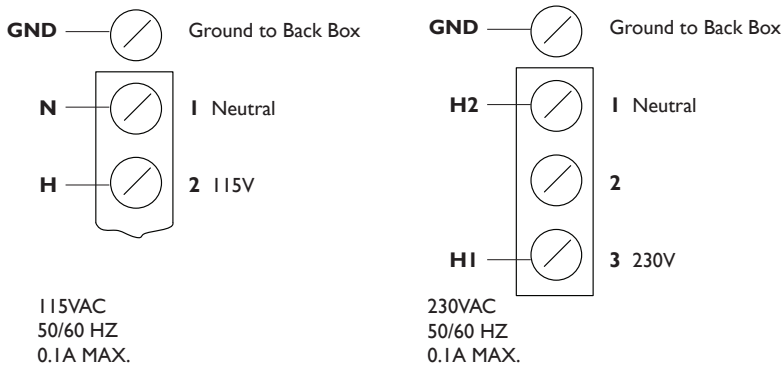 GND Ground to Back Box
N 1 Neutral
H 2 115V
115VAC
50/60 HZ
0.1A MAX.
GND Ground to Back Box
H2 1 Neutral
2
H1 3 230V
230VAC
50/60 HZ
0.1A MAX.